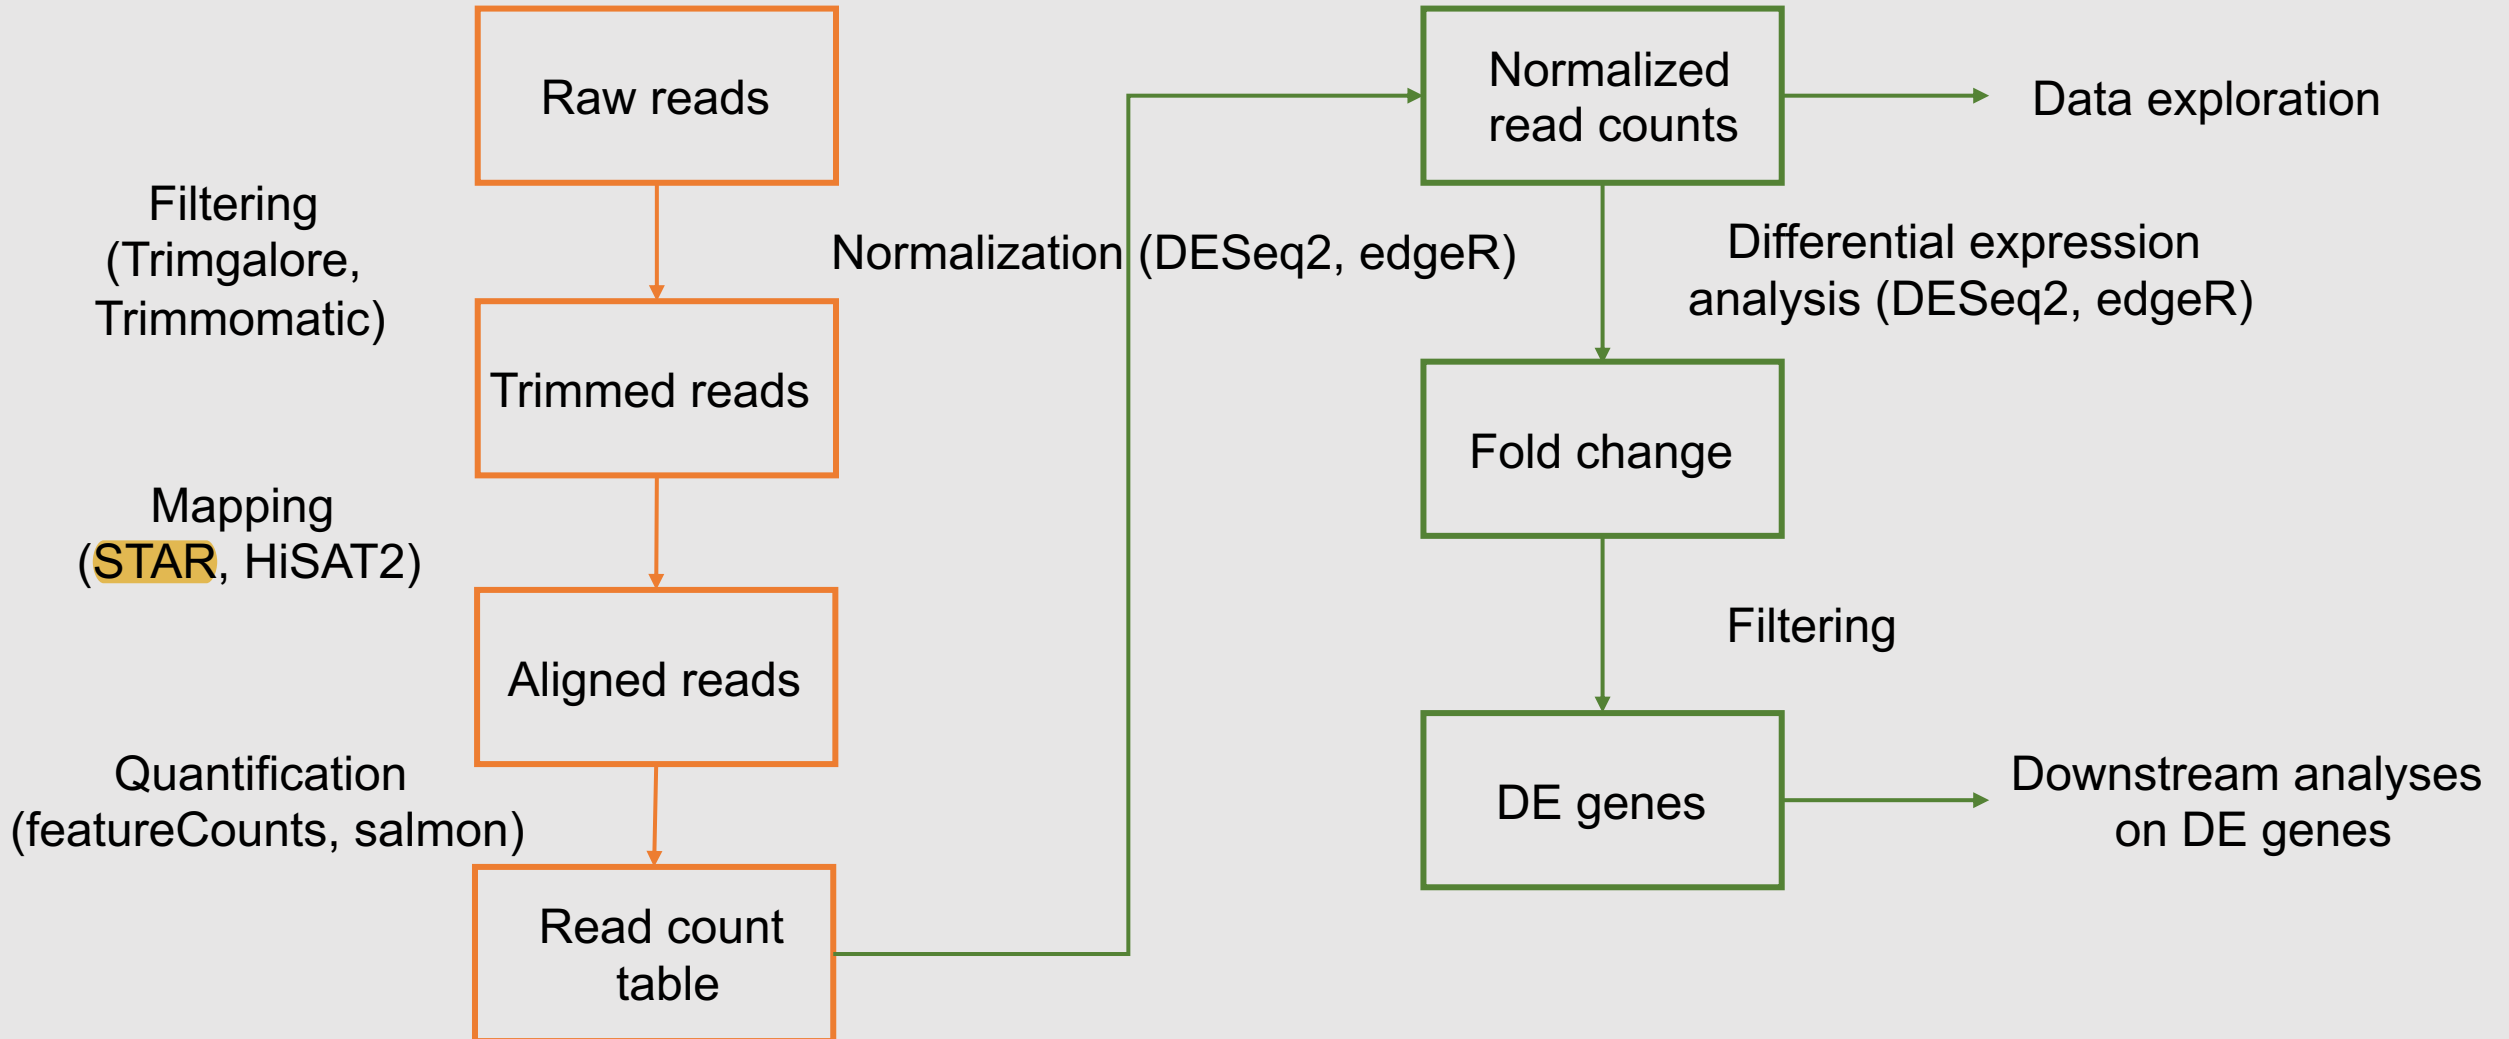 Raw reads
Filtering
(Trimgalore,
Trimmomatic)
Trimmed reads
Mapping
(STAR, HiSAT2)
Aligned reads
Quantification
(featureCounts, salmon)
Read count
table
Normalization (DESeq2, edgeR)
Normalized
read counts
Data exploration
Differential expression
analysis (DESeq2, edgeR)
Fold change
Filtering
DE genes
Downstream analyses
on DE genes